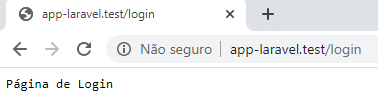 app-laravel.test/login
Não seguro app-laravel.test/login
Página de Login